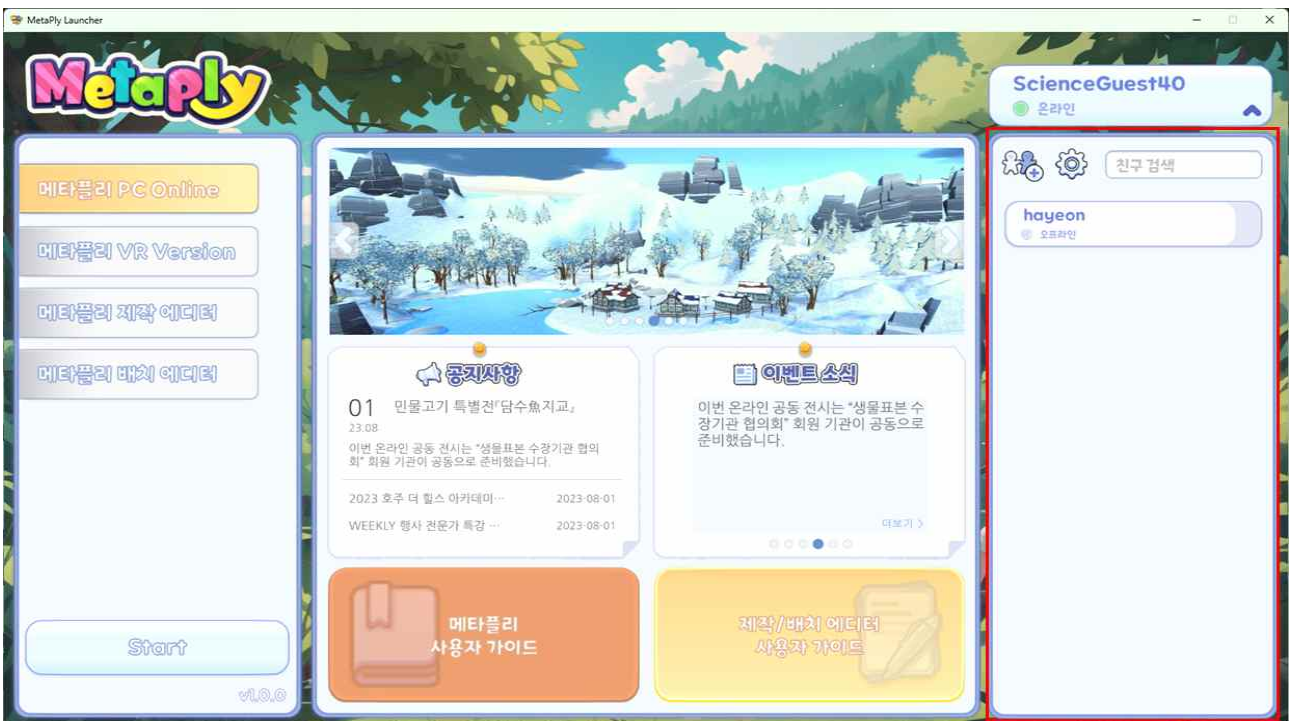 MetaPly Launcher
Metaply
ScienceGuest40
온라인
메타플리 PC Online
메타플리 VR Version
메타플리 제작 에디터
메타플리 배치 에디터
Start
v1.0.0
공지사항
01 민물고기 특별전『담수魚지교』
23.08
이번 온라인 공동 전시는 "생물표본 수장기관 협의
회" 회원 기관이 공동으로 준비했습니다.
2023 호주 더 힐스 아카데미··· 2023-08-01
WEEKLY 행사 전문가 특강 ··· 2023-08-01
이벤트 소식
이번 온라인 공동 전시는 "생물표본 수
장기관 협의회" 회원 기관이 공동으로
준비했습니다.
더보기 >
메타플리
사용자 가이드
제작/배치 에디터
사용자 가이드
친구 검색
hayeon
오프라인